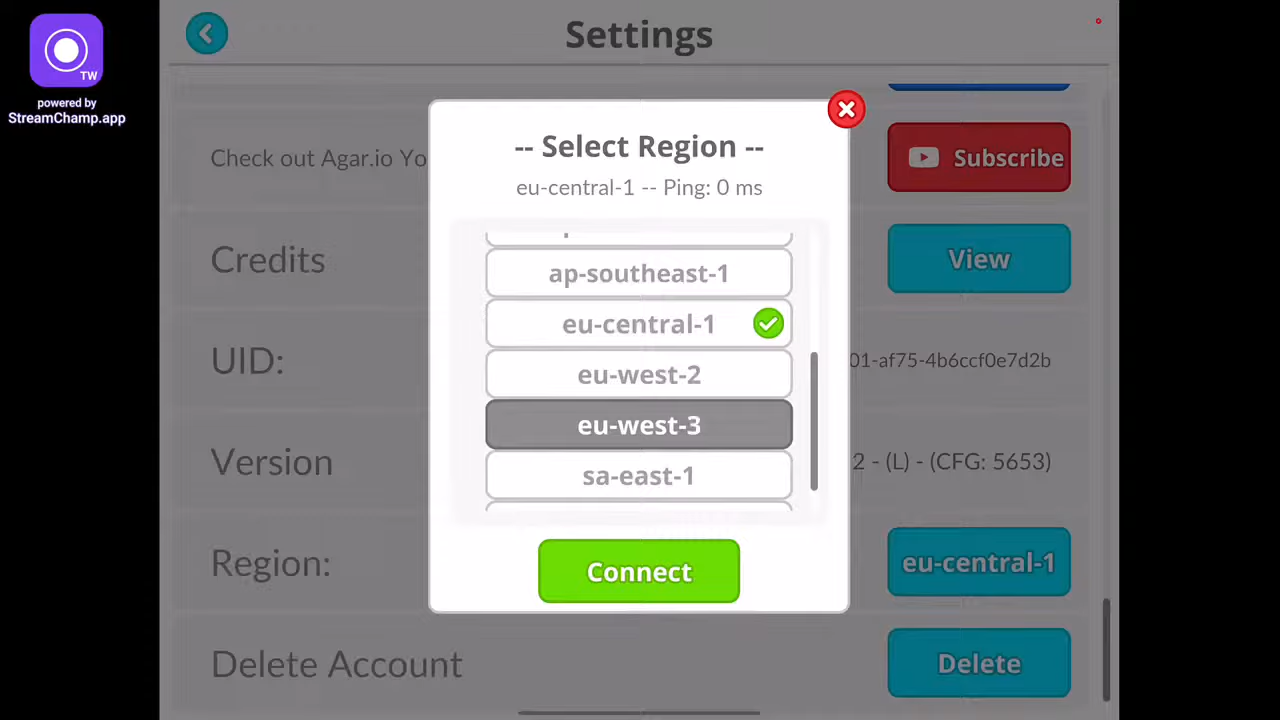 TW
powered by
StreamChamp.app
Settings
Check out Agar.io Yo
Subscribe
-- Select Region --
eu-central-1 -- Ping: 0 ms
ap-southeast-1
eu-central-1
eu-west-2
eu-west-3
sa-east-1
Connect
Credits
View
UID:
01-af75-4b6ccf0e7d2b
Version
2 - (L) - (CFG: 5653)
Region:
eu-central-1
Delete Account
Delete